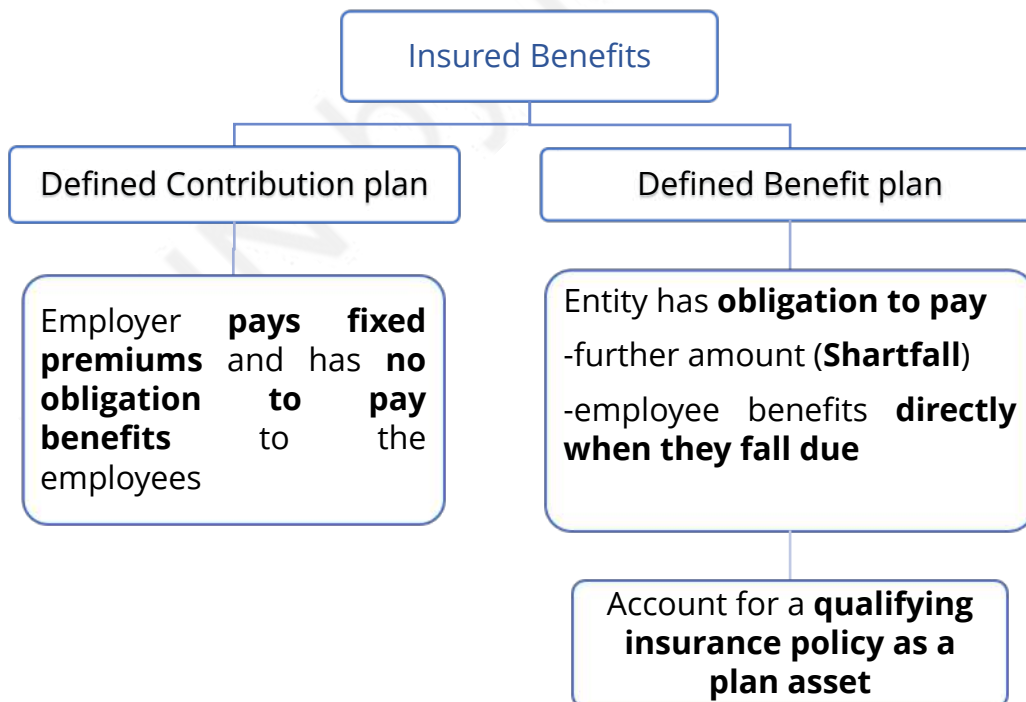 Insured Benefits
Defined Contribution plan
Defined Benefit plan
Employer pays fixed
premiums and has no
obligation to pay
benefits to the
employees
Entity has obligation to pay
-further amount (Shartfall)
-employee benefits directly
when they fall due
Account for a qualifying
insurance policy as a
plan asset